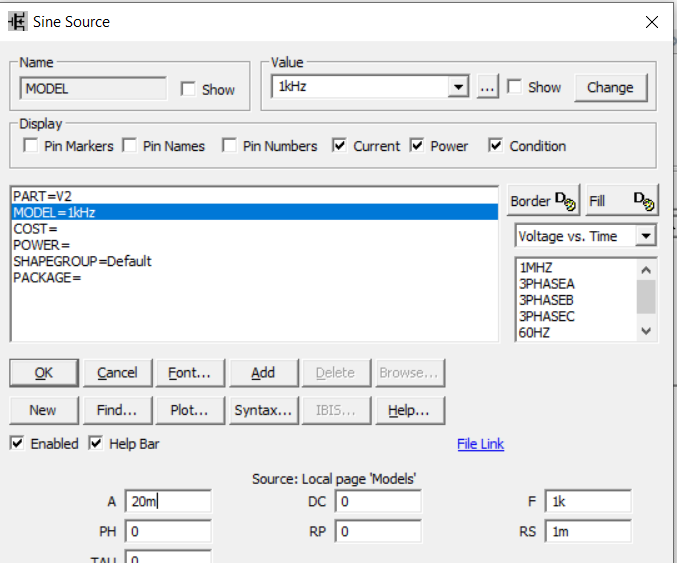 Sine Source
Name
MODEL
Show
Value
1kHz
...
Show
Change
Display
Pin Markers
Pin Names
Pin Numbers
Current
Power
Condition
PART=V2
MODEL=1kHz
COST=
POWER=
SHAPEGROUP=Default
PACKAGE=
Border
Fill
Voltage vs. Time
1MHZ
3PHASEA
3PHASEB
3PHASEC
60HZ
OK
Cancel
Font...
Add
Delete
Browse...
New
Find...
Plot...
Syntax...
IBIS...
Help...
Enabled
Help Bar
File Link
Source: Local page 'Models'
A 20m
DC 0
F 1k
PH 0
RP 0
RS 1m
TAU 0